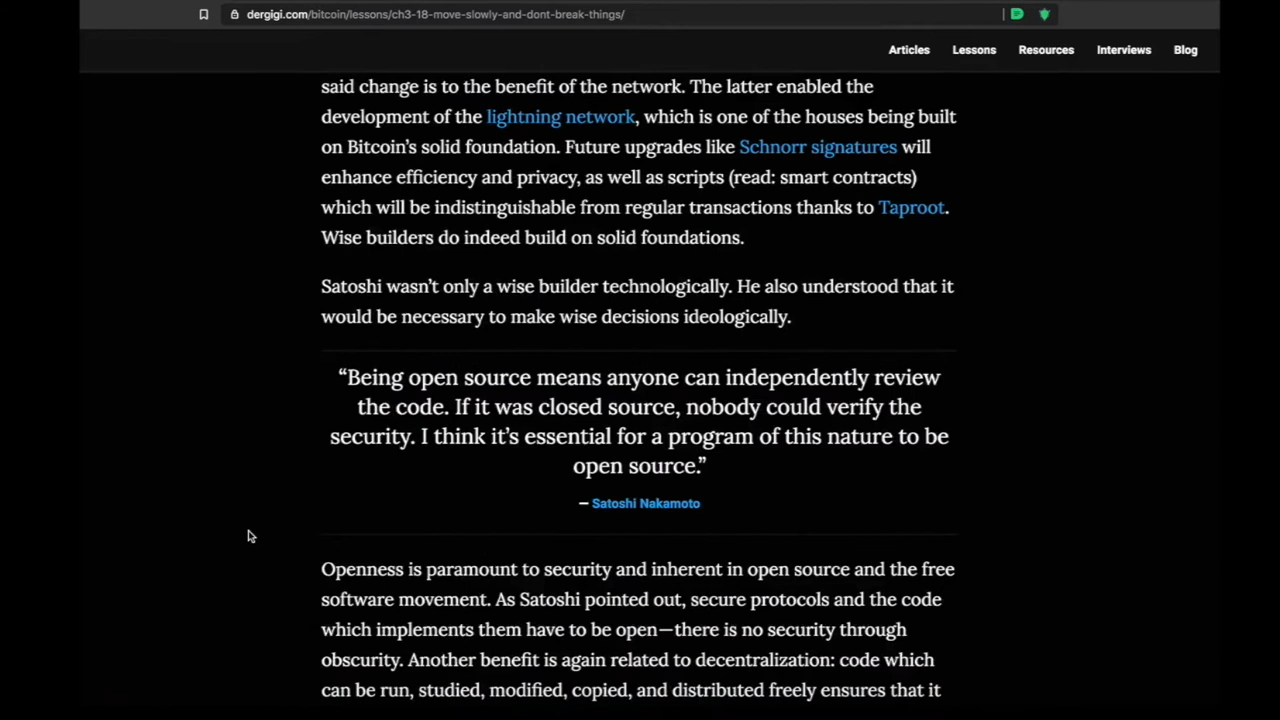 dergigi.com/bitcoin/lessons/ch3-18-move-slowly-and-dont-break-things/
Articles Lessons Resources Interviews Blog
said change is to the benefit of the network. The latter enabled the
development of the lightning network, which is one of the houses being built
on Bitcoin’s solid foundation. Future upgrades like Schnorr signatures will
enhance efficiency and privacy, as well as scripts (read: smart contracts)
which will be indistinguishable from regular transactions thanks to Taproot.
Wise builders do indeed build on solid foundations.
Satoshi wasn’t only a wise builder technologically. He also understood that it
would be necessary to make wise decisions ideologically.
“Being open source means anyone can independently review
the code. If it was closed source, nobody could verify the
security. I think it’s essential for a program of this nature to be
open source.”
— Satoshi Nakamoto
Openness is paramount to security and inherent in open source and the free
software movement. As Satoshi pointed out, secure protocols and the code
which implements them have to be open—there is no security through
obscurity. Another benefit is again related to decentralization: code which
can be run, studied, modified, copied, and distributed freely ensures that it